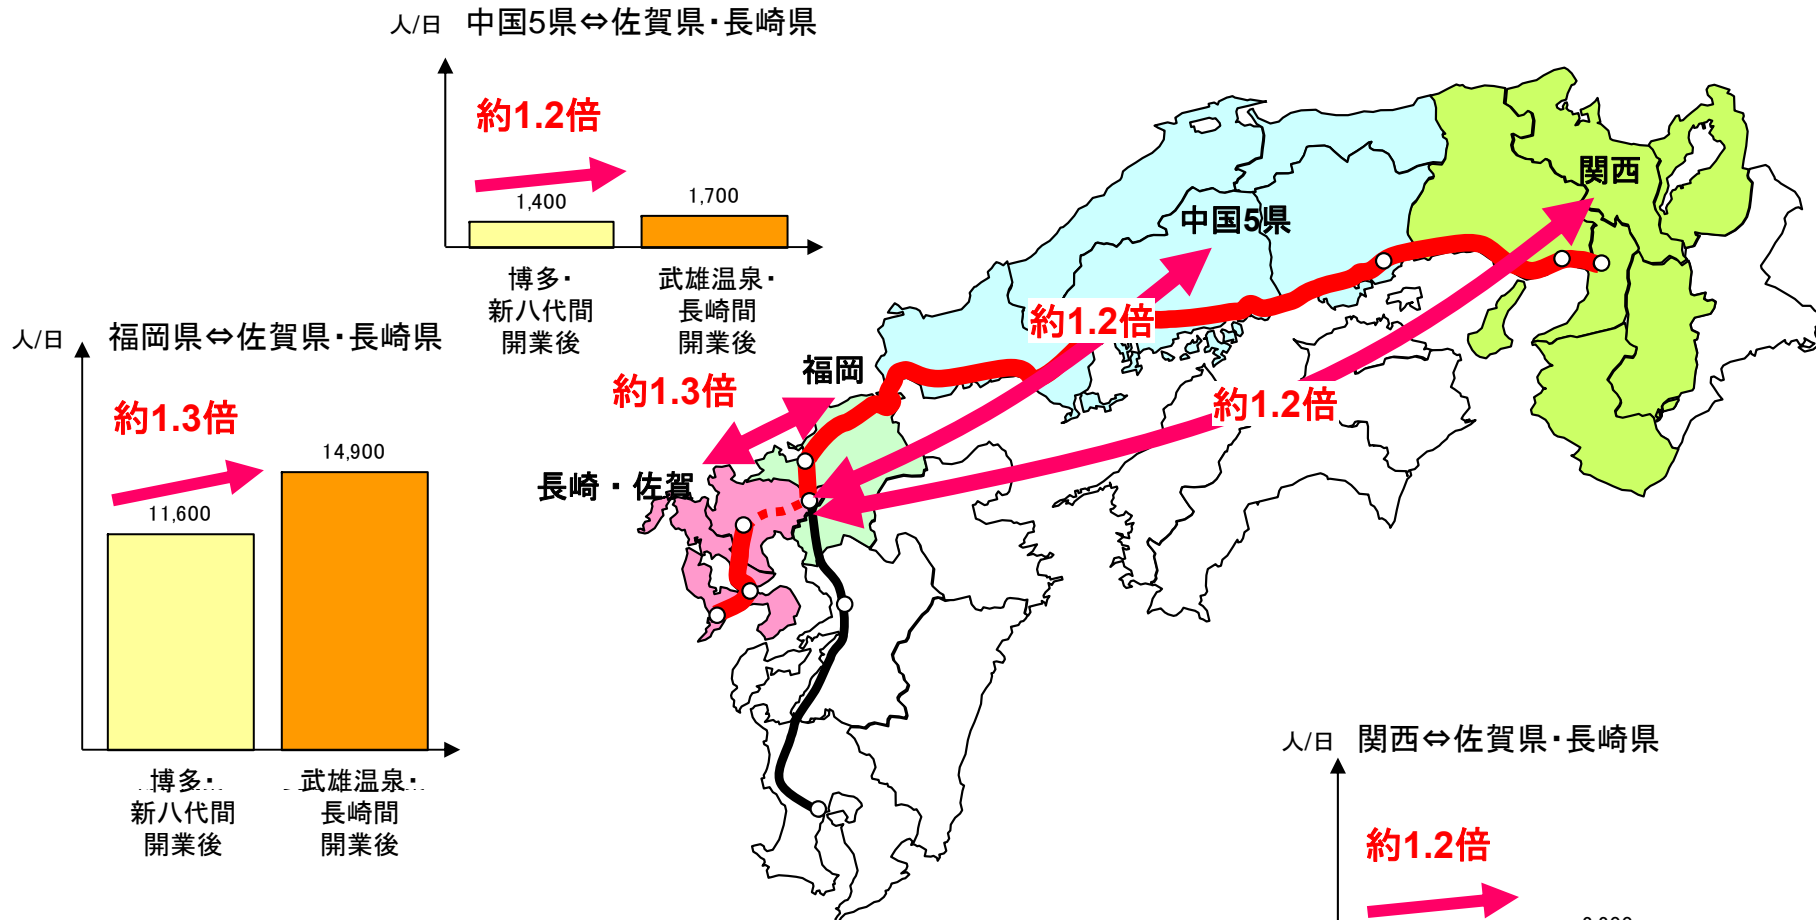 人/日 中国5県⇔佐賀県・長崎県
約1.2倍
1,400
1,700
博多・
新八代間
開業後
武雄温泉・
長崎間
開業後
人/日 福岡県⇔佐賀県・長崎県
約1.3倍
11,600
14,900
博多・
新八代間
開業後
武雄温泉・
長崎間
開業後
関西
中国5県
約1.2倍
福岡
約1.3倍
約1.2倍
長崎・佐賀
人/日 関西⇔佐賀県・長崎県
約1.2倍